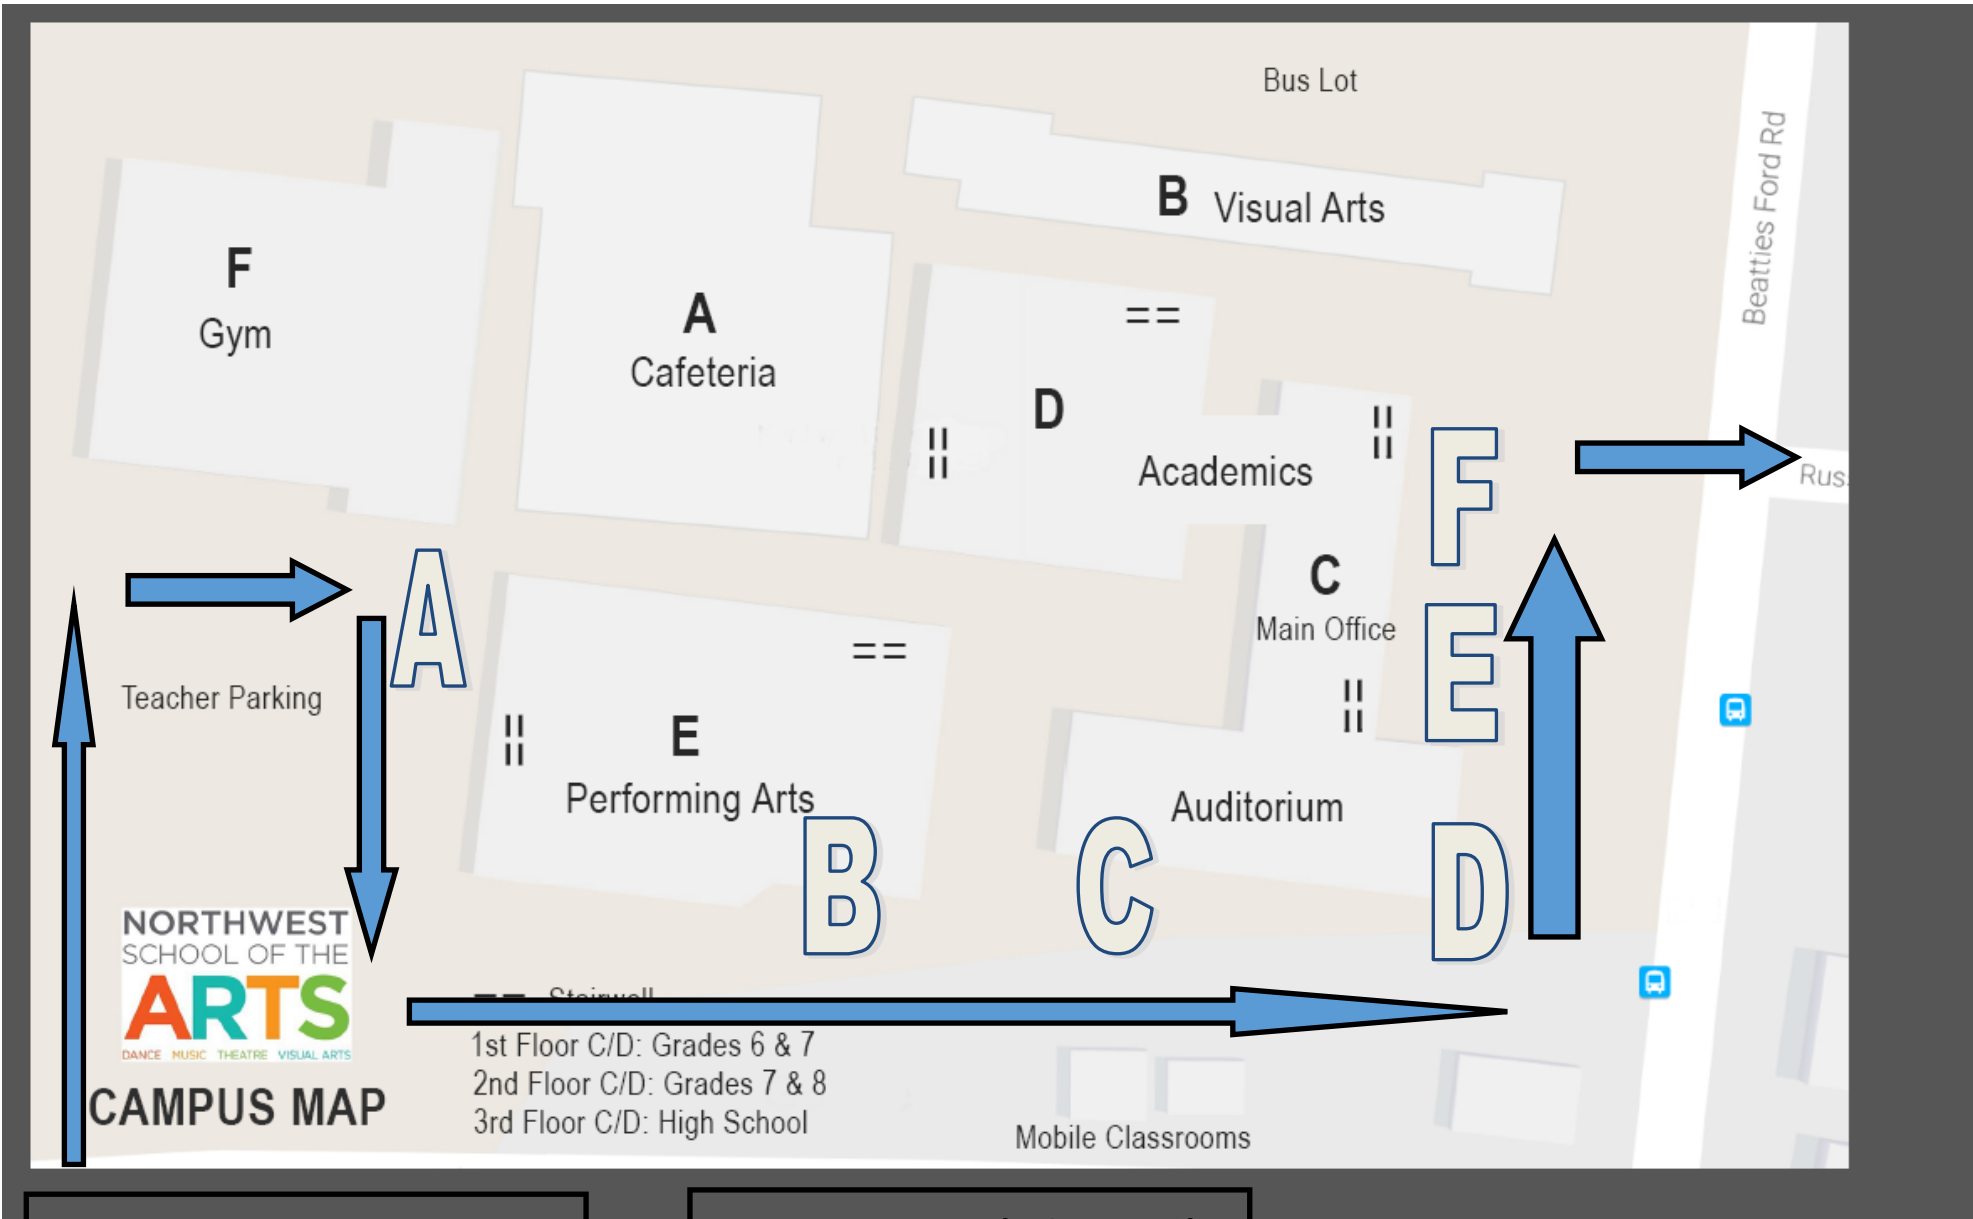 Bus Lot
Beatties Ford Rd
B Visual Arts
F
Gym
A
Cafeteria
==
D
Academics
F
Rus
A
C
Main Office
E
==
Teacher Parking
E
Performing Arts
Auditorium
B
C
D
NORTHWEST
SCHOOL OF THE
ARTS
DANCE MUSIC THEATRE VISUAL ARTS
CAMPUS MAP
== Stairwell
1st Floor C/D: Grades 6 & 7
2nd Floor C/D: Grades 7 & 8
3rd Floor C/D: High School
Mobile Classrooms